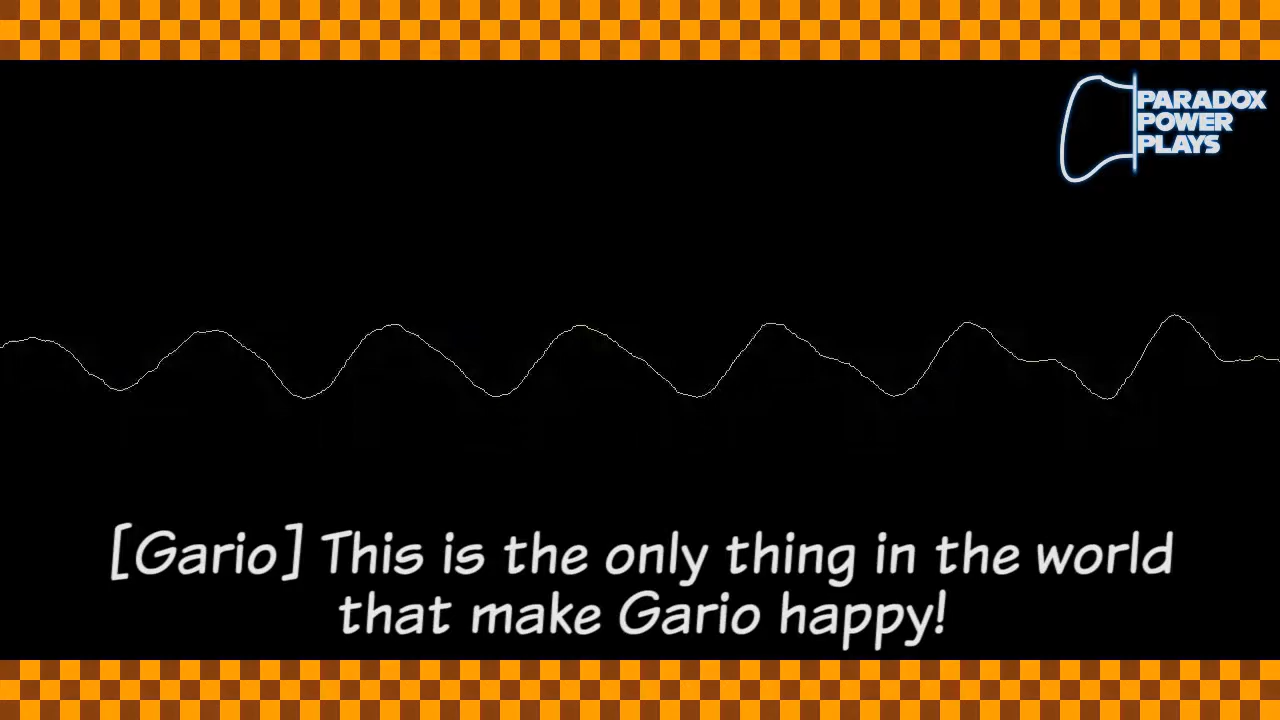 PARADOX
POWER
PLAYS
[Gario] This is the only thing in the world
that make Gario happy!